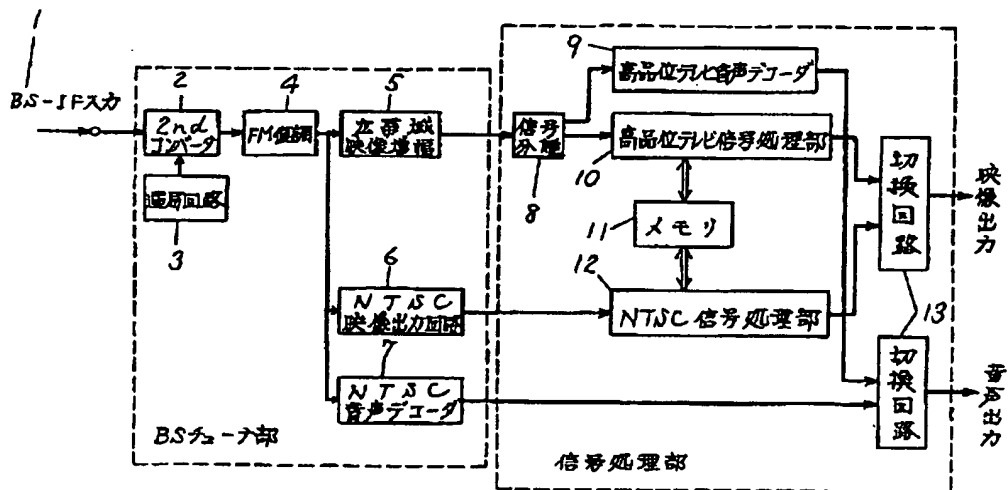 1
BS-IF入力
2
2nd
コンバータ
選局回路
3
4
FM復調
5
広帯域
映像増幅
6
NTSC
映像出力回路
7
NTSC
音声デコーダ
BSチューナ部
信号
分離
8
9
高品位テレビ音声デコーダ
高品位テレビ信号処理部
10
11
メモリ
12
NTSC信号処理部
切換回路
映像出力
13
切換回路
音声出力
信号処理部